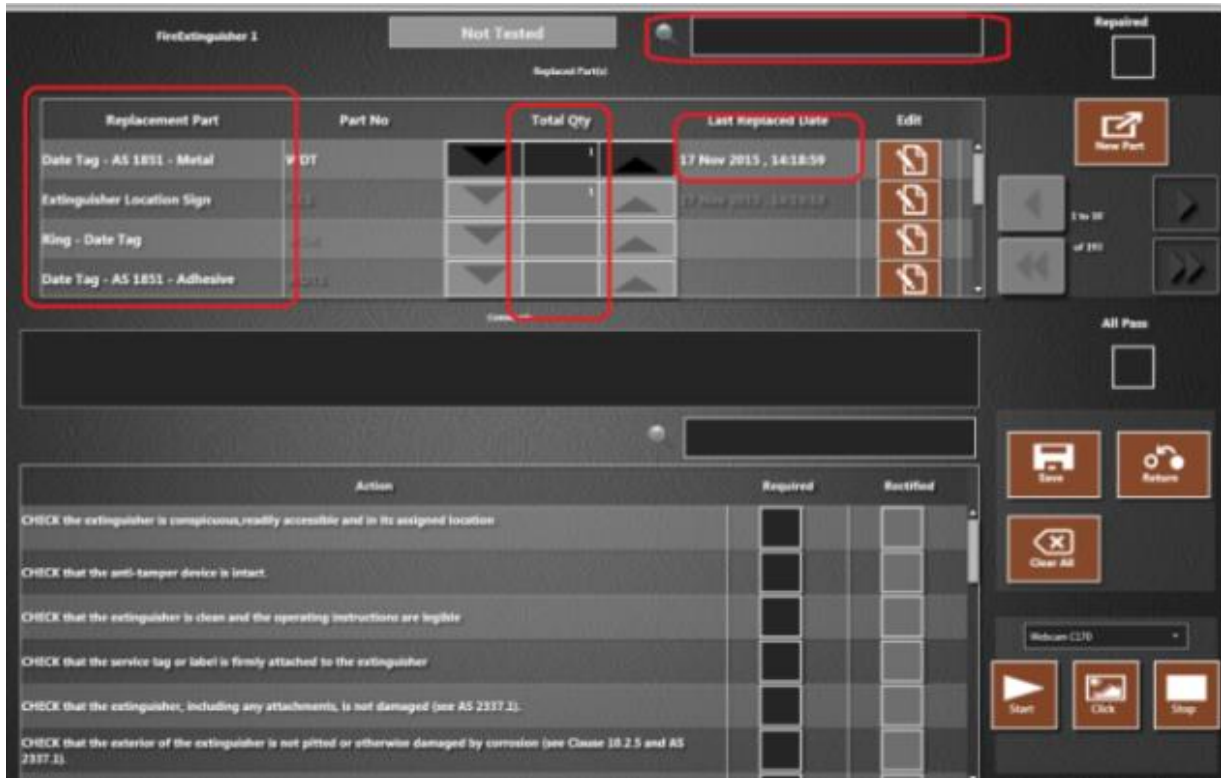 FireExtinguisher 1
Not Tested
Repaired
Replaced Part(s)
Replacement Part Part No Total Qty Last Replaced Date Edit
New Part
Date Tag - AS 1851 - Metal 1 17 Nov 2015 , 14:18:59
Extinguisher Location Sign 1
Ring - Date Tag
1 to 10
Date Tag - AS 1851 - Adhesive
All Pass
Save Return
Action Required Rectified
CHECK the extinguisher is conspicuous,readily accessible and in its assigned location
Clear All
CHECK that the anti-tamper device is intact.
CHECK that the extinguisher is clean and the operating instructions are legible
Webcam C170
CHECK that the service tag or label is firmly attached to the extinguisher
CHECK that the extinguisher, including any attachments, is not damaged (see AS 2337.1).
Start Click Stop
CHECK that the exterior of the extinguisher is not pitted or otherwise damaged by corrosion (see Clause 10.2.5 and AS
2337.1).